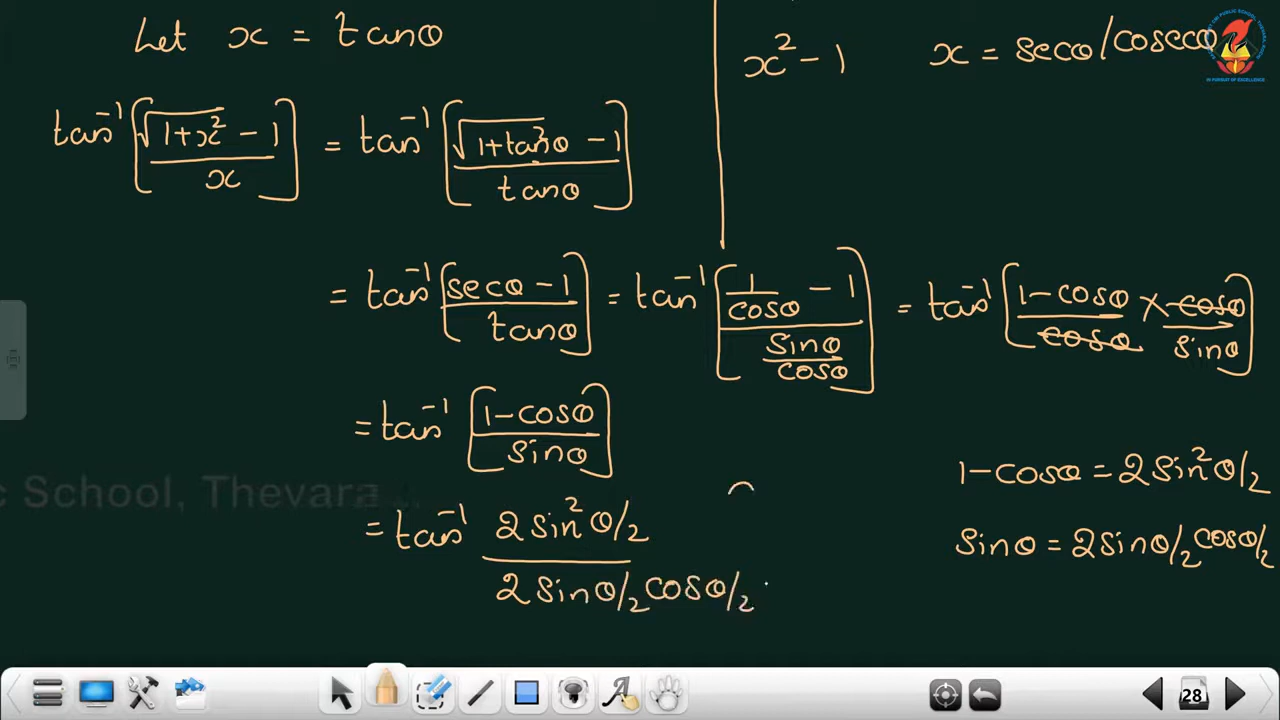 Let x = tanθ
x² - 1    x = secθ/cosecθ
tan⁻¹[(√(1+x²) - 1)/x] = tan⁻¹[(√(1+tan²θ) - 1)/tanθ]
= tan⁻¹[(secθ - 1)/tanθ] = tan⁻¹[(1/cosθ - 1)/(sinθ/cosθ)] = tan⁻¹[(1-cosθ)/cosθ × cosθ/sinθ]
= tan⁻¹[(1-cosθ)/sinθ]
1-cosθ = 2sin²θ/2
c School, Thevara...
= tan⁻¹ (2sin²θ/2)/(2sinθ/2 cosθ/2)
sinθ = 2sinθ/2 cosθ/2
28